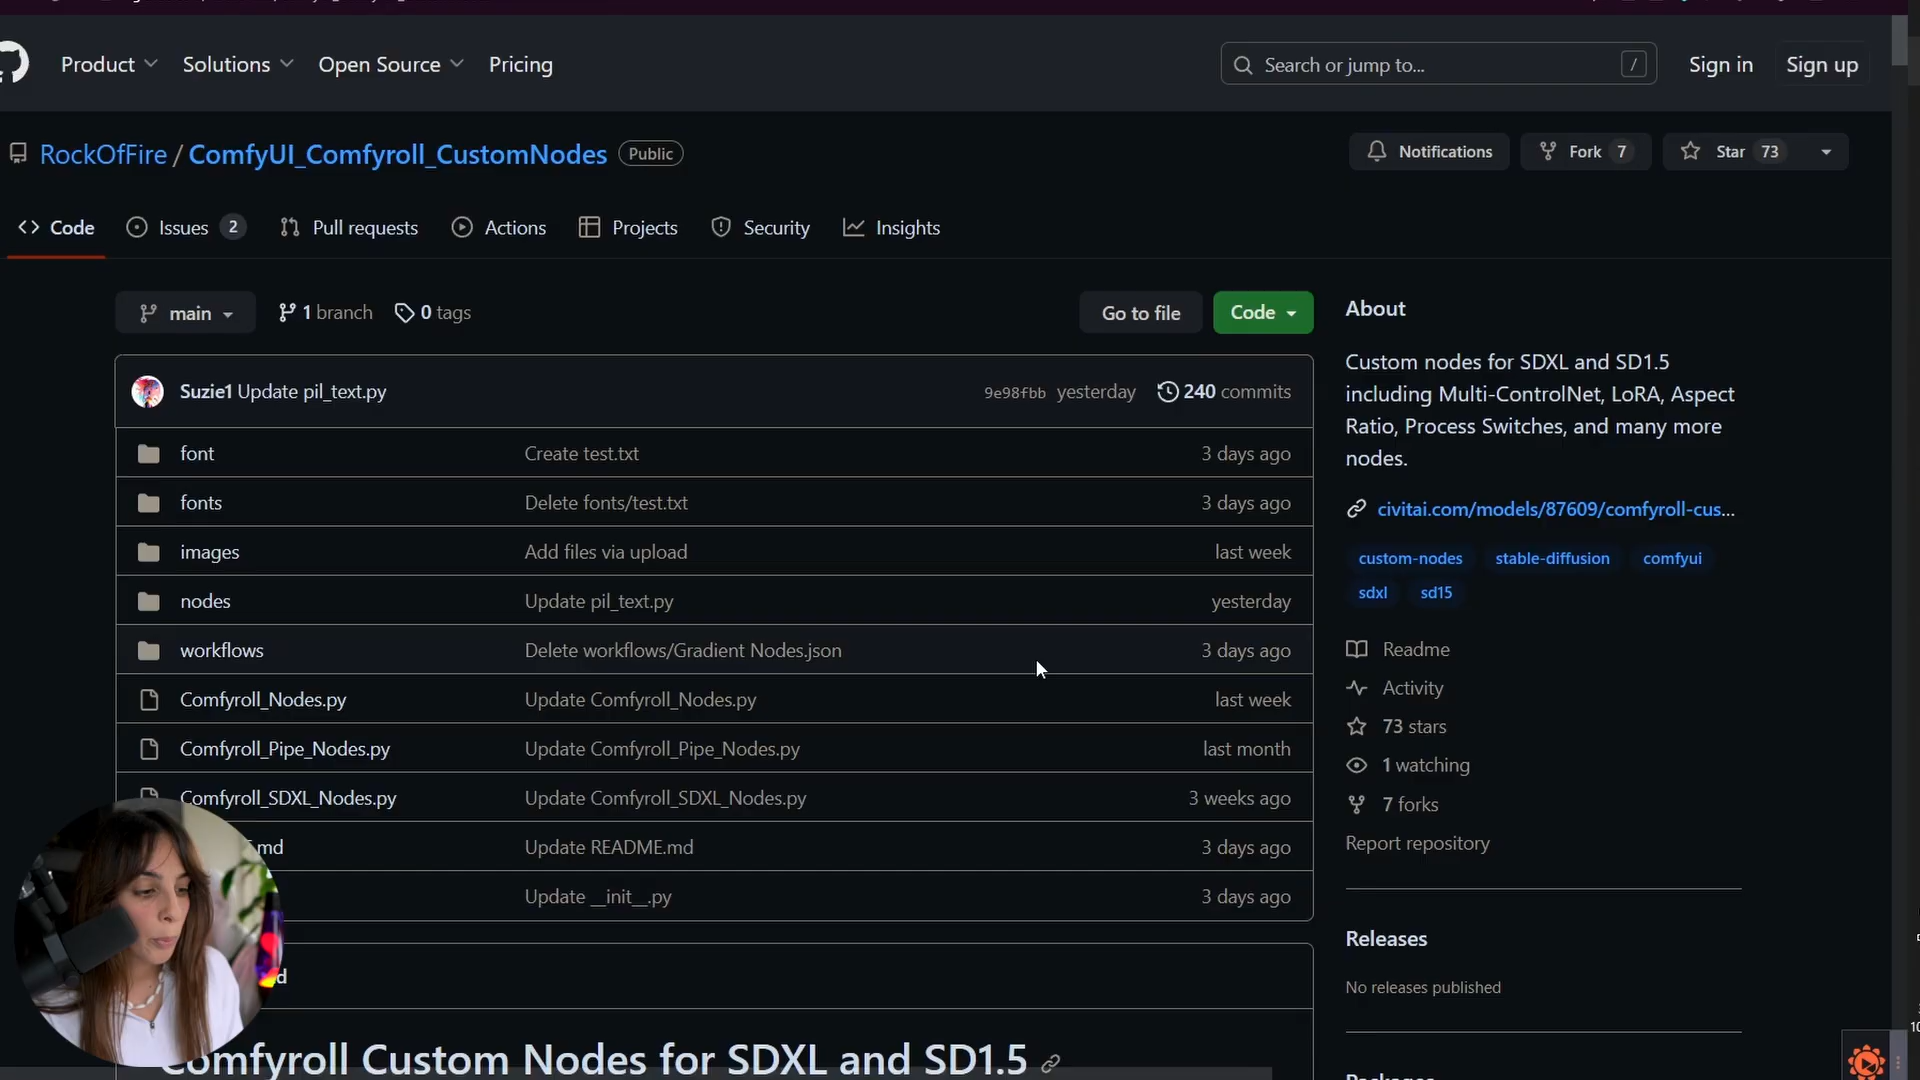 Product Solutions Open Source Pricing Search or jump to... / Sign in Sign up
RockOfFire / ComfyUI_Comfyroll_CustomNodes Public Notifications Fork 7 Star 73
Code Issues 2 Pull requests Actions Projects Security Insights
main 1 branch 0 tags Go to file Code
Suzie1 Update pil_text.py 9e98fbb yesterday 240 commits
font Create test.txt 3 days ago
fonts Delete fonts/test.txt 3 days ago
images Add files via upload last week
nodes Update pil_text.py yesterday
workflows Delete workflows/Gradient Nodes.json 3 days ago
Comfyroll_Nodes.py Update Comfyroll_Nodes.py last week
Comfyroll_Pipe_Nodes.py Update Comfyroll_Pipe_Nodes.py last month
Comfyroll_SDXL_Nodes.py Update Comfyroll_SDXL_Nodes.py 3 weeks ago
.md Update README.md 3 days ago
Update __init__.py 3 days ago
omfyroll Custom Nodes for SDXL and SD1.5
About
Custom nodes for SDXL and SD1.5
including Multi-ControlNet, LoRA, Aspect
Ratio, Process Switches, and many more
nodes.
civitai.com/models/87609/comfyroll-cus...
custom-nodes stable-diffusion comfyui
sdxl sd15
Readme
Activity
73 stars
1 watching
7 forks
Report repository
Releases
No releases published